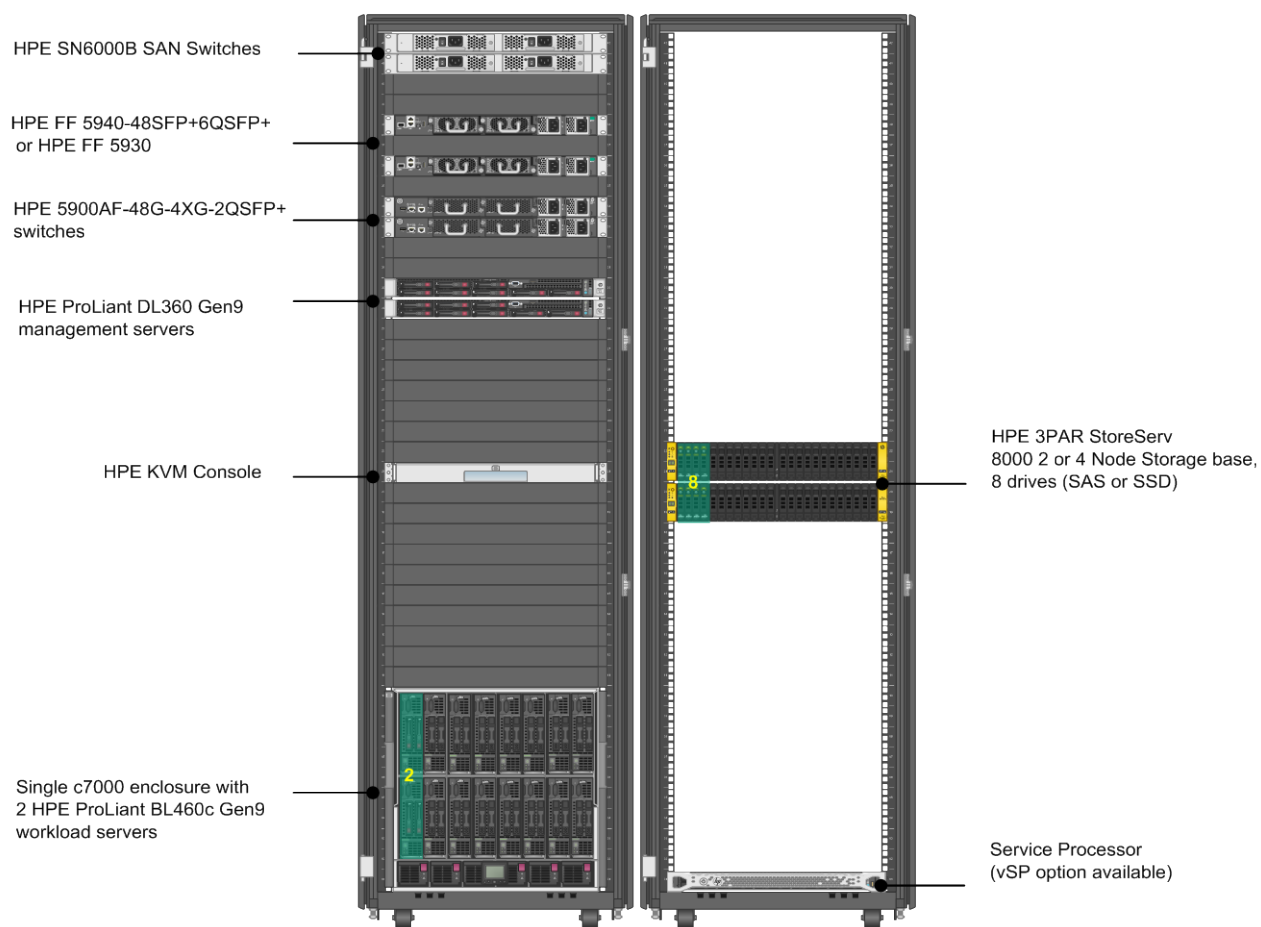 HPE SN6000B SAN Switches
HPE FF 5940-48SFP+6QSFP+
or HPE FF 5930
HPE 5900AF-48G-4XG-2QSFP+
switches
HPE ProLiant DL360 Gen9
management servers
HPE KVM Console
Single c7000 enclosure with
2 HPE ProLiant BL460c Gen9
workload servers
2
8
HPE 3PAR StoreServ
8000 2 or 4 Node Storage base,
8 drives (SAS or SSD)
Service Processor
(vSP option available)